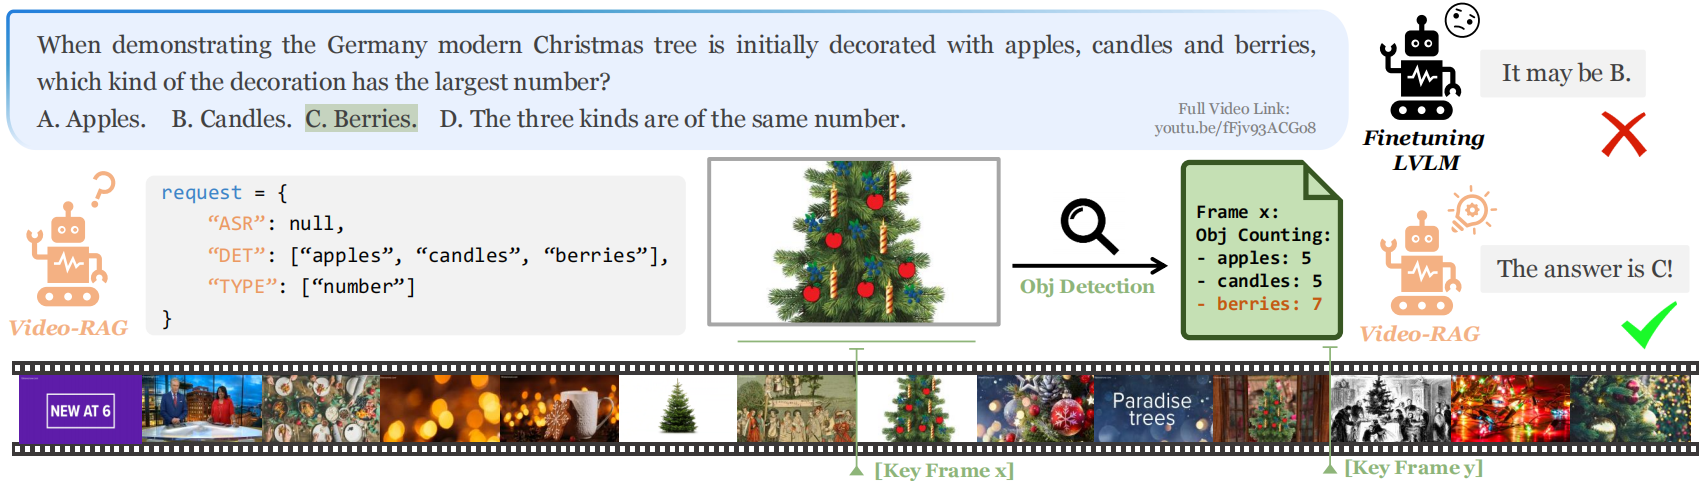 When demonstrating the Germany modern Christmas tree is initially decorated with apples, candles and berries,
which kind of the decoration has the largest number?
A. Apples. B. Candles. C. Berries. D. The three kinds are of the same number.
Full Video Link:
youtu.be/fFjv93ACGo8
Finetuning
LVLM
It may be B.
Video-RAG
request = {
“ASR”: null,
“DET”: [“apples”, “candles”, “berries”],
“TYPE”: [“number”]
}
Obj Detection
Frame x:
Obj Counting:
- apples: 5
- candles: 5
- berries: 7
Video-RAG
The answer is C!
NEW AT 6
Paradise
trees
[Key Frame x]
[Key Frame y]